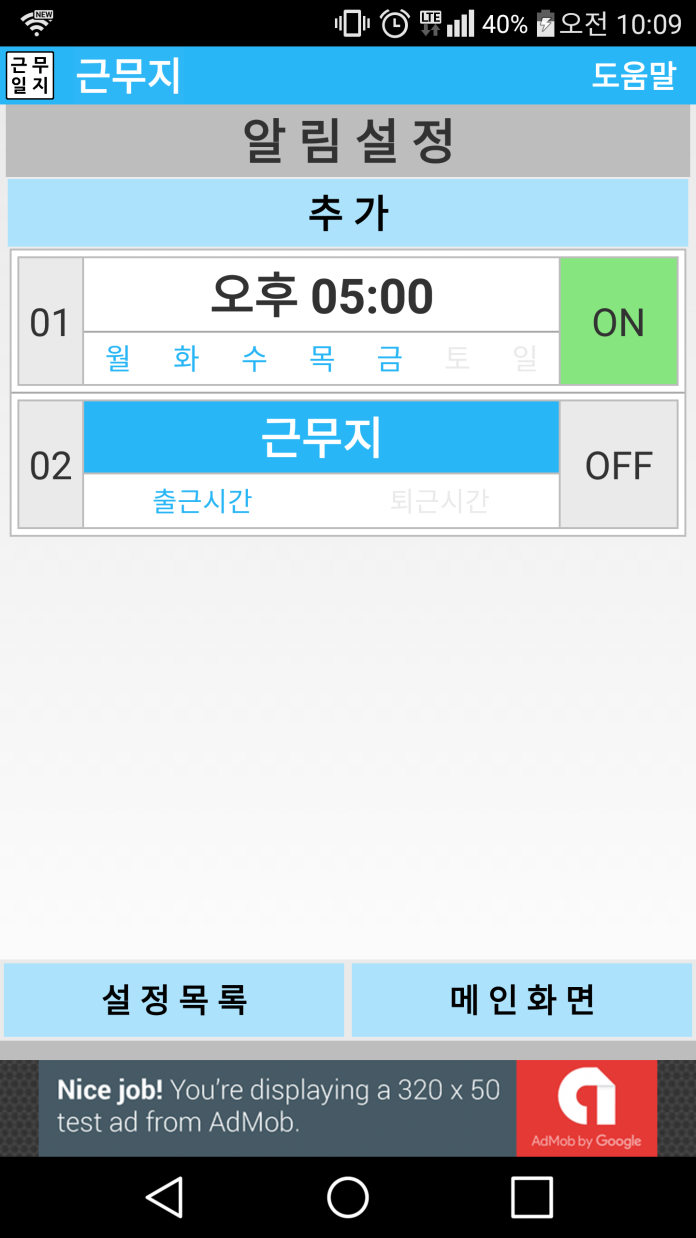 NEW LTE 40% 오전 10:09
근무
일지
근무지 도움말
알림설정
추가
01 오후 05:00 ON
월 화 수 목 금 토 일
02 근무지 OFF
출근시간 퇴근시간
설정목록 메인화면
Nice job! You're displaying a 320 x 50
test ad from AdMob.
AdMob by Google